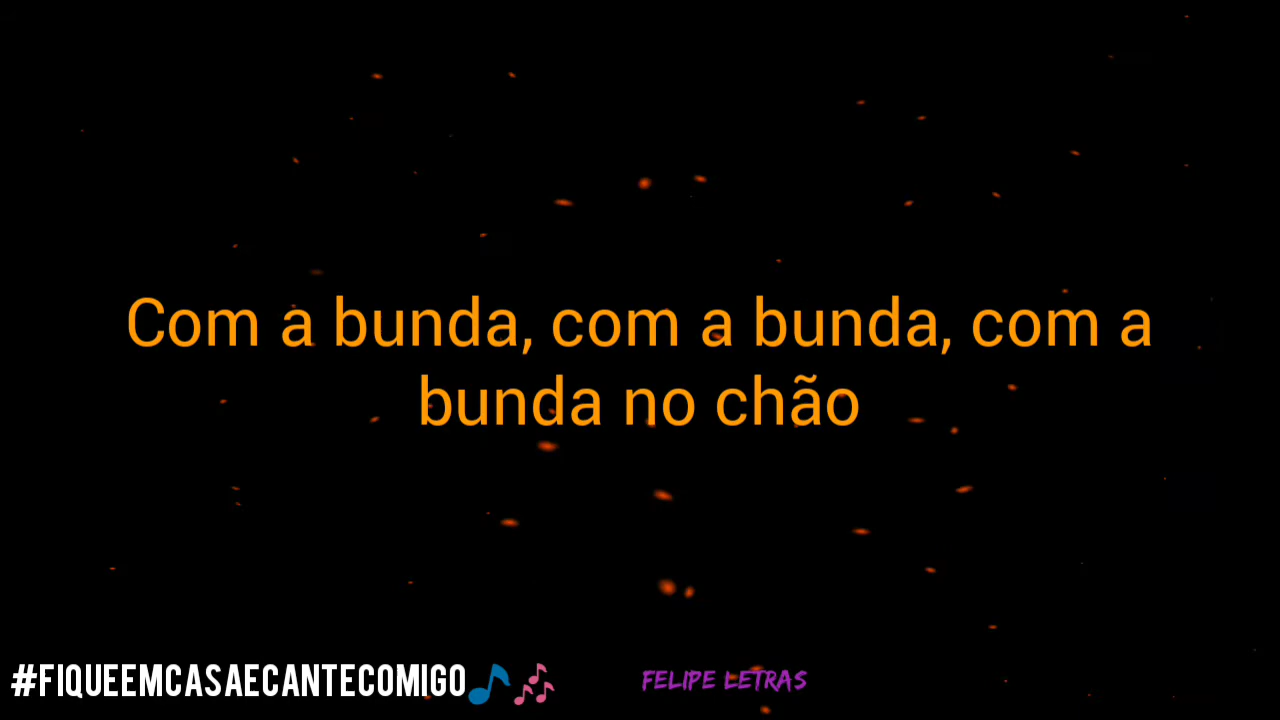 Com a bunda, com a bunda, com a
bunda no chão
#FIQUEEMCASAECANTECOMIGO🎵🎶
FELIPE LETRAS